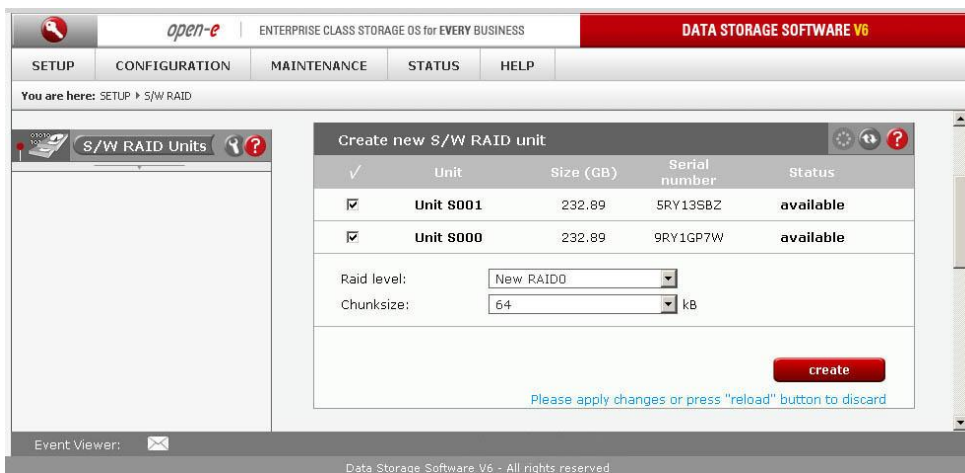 open-e ENTERPRISE CLASS STORAGE OS for EVERY BUSINESS DATA STORAGE SOFTWARE V6
SETUP CONFIGURATION MAINTENANCE STATUS HELP
You are here: SETUP ▸ S/W RAID
S/W RAID Units
Create new S/W RAID unit
√ Unit Size (GB) Serial number Status
Unit S001 232.89 5RY13SBZ available
Unit S000 232.89 9RY1GP7W available
Raid level: New RAID0
Chunksize: 64 kB
create
Please apply changes or press "reload" button to discard
Event Viewer:
Data Storage Software V6 - All rights reserved